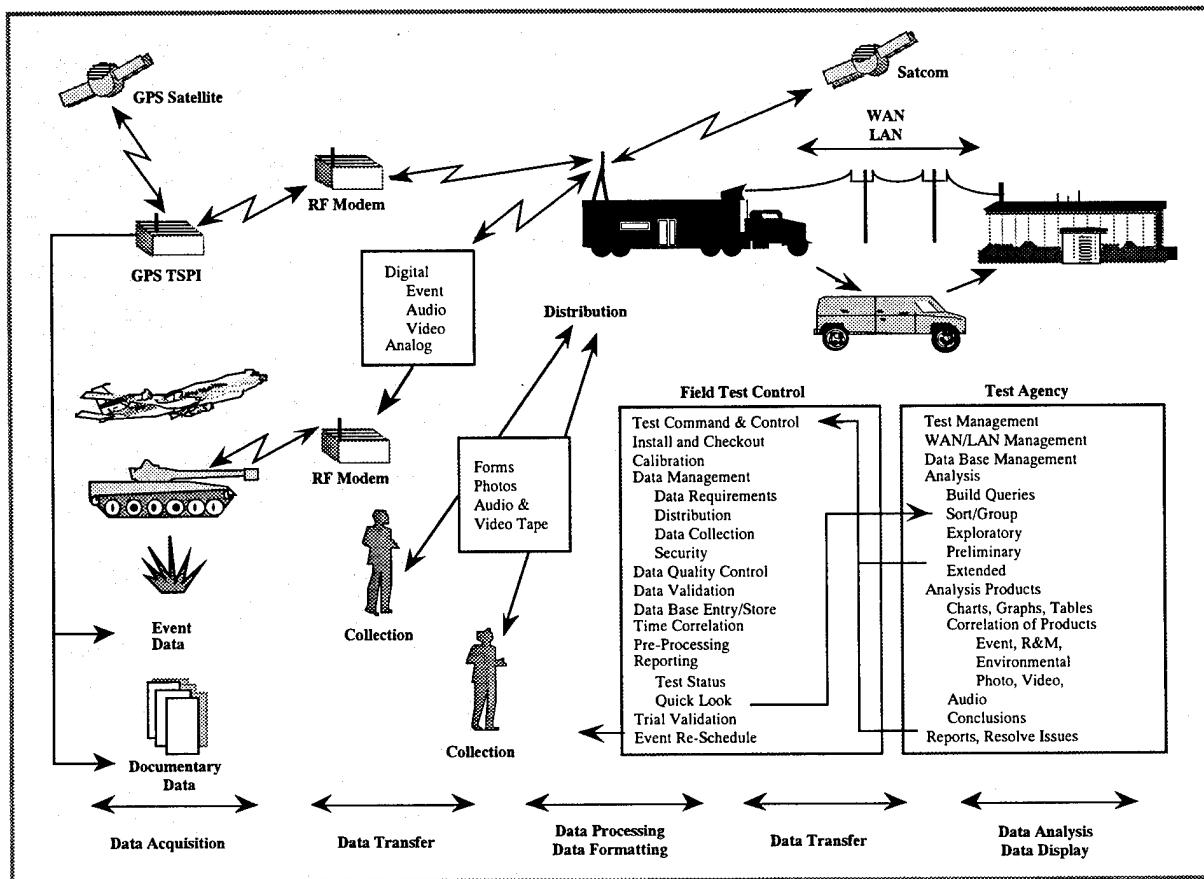 GPS Satellite
Satcom
WAN
LAN
RF Modem
GPS TSPI
Digital
Event
Audio
Video
Analog
Distribution
RF Modem
Forms
Photos
Audio &
Video Tape
Collection
Collection
Event
Data
Documentary
Data
Field Test Control
Test Command & Control
Install and Checkout
Calibration
Data Management
Data Requirements
Distribution
Data Collection
Security
Data Quality Control
Data Validation
Data Base Entry/Store
Time Correlation
Pre-Processing
Reporting
Test Status
Quick Look
Trial Validation
Event Re-Schedule
Test Agency
Test Management
WAN/LAN Management
Data Base Management
Analysis
Build Queries
Sort/Group
Exploratory
Preliminary
Extended
Analysis Products
Charts, Graphs, Tables
Correlation of Products
Event, R&M,
Environmental
Photo, Video,
Audio
Conclusions
Reports, Resolve Issues
Data Acquisition
Data Transfer
Data Processing
Data Formatting
Data Transfer
Data Analysis
Data Display